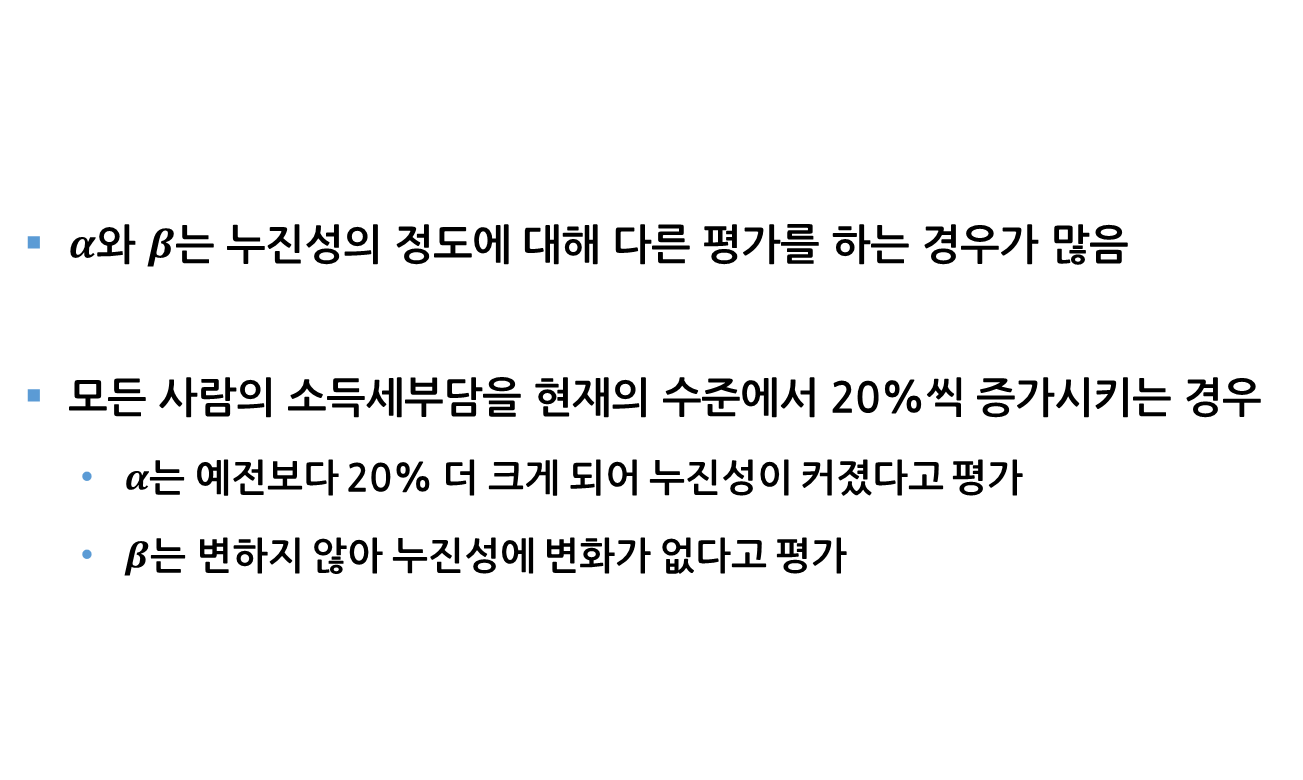 ▪ 𝜶와 𝜷는 누진성의 정도에 대해 다른 평가를 하는 경우가 많음
▪ 모든 사람의 소득세부담을 현재의 수준에서 20%씩 증가시키는 경우
• 𝜶는 예전보다 20% 더 크게 되어 누진성이 커졌다고 평가
• 𝜷는 변하지 않아 누진성에 변화가 없다고 평가